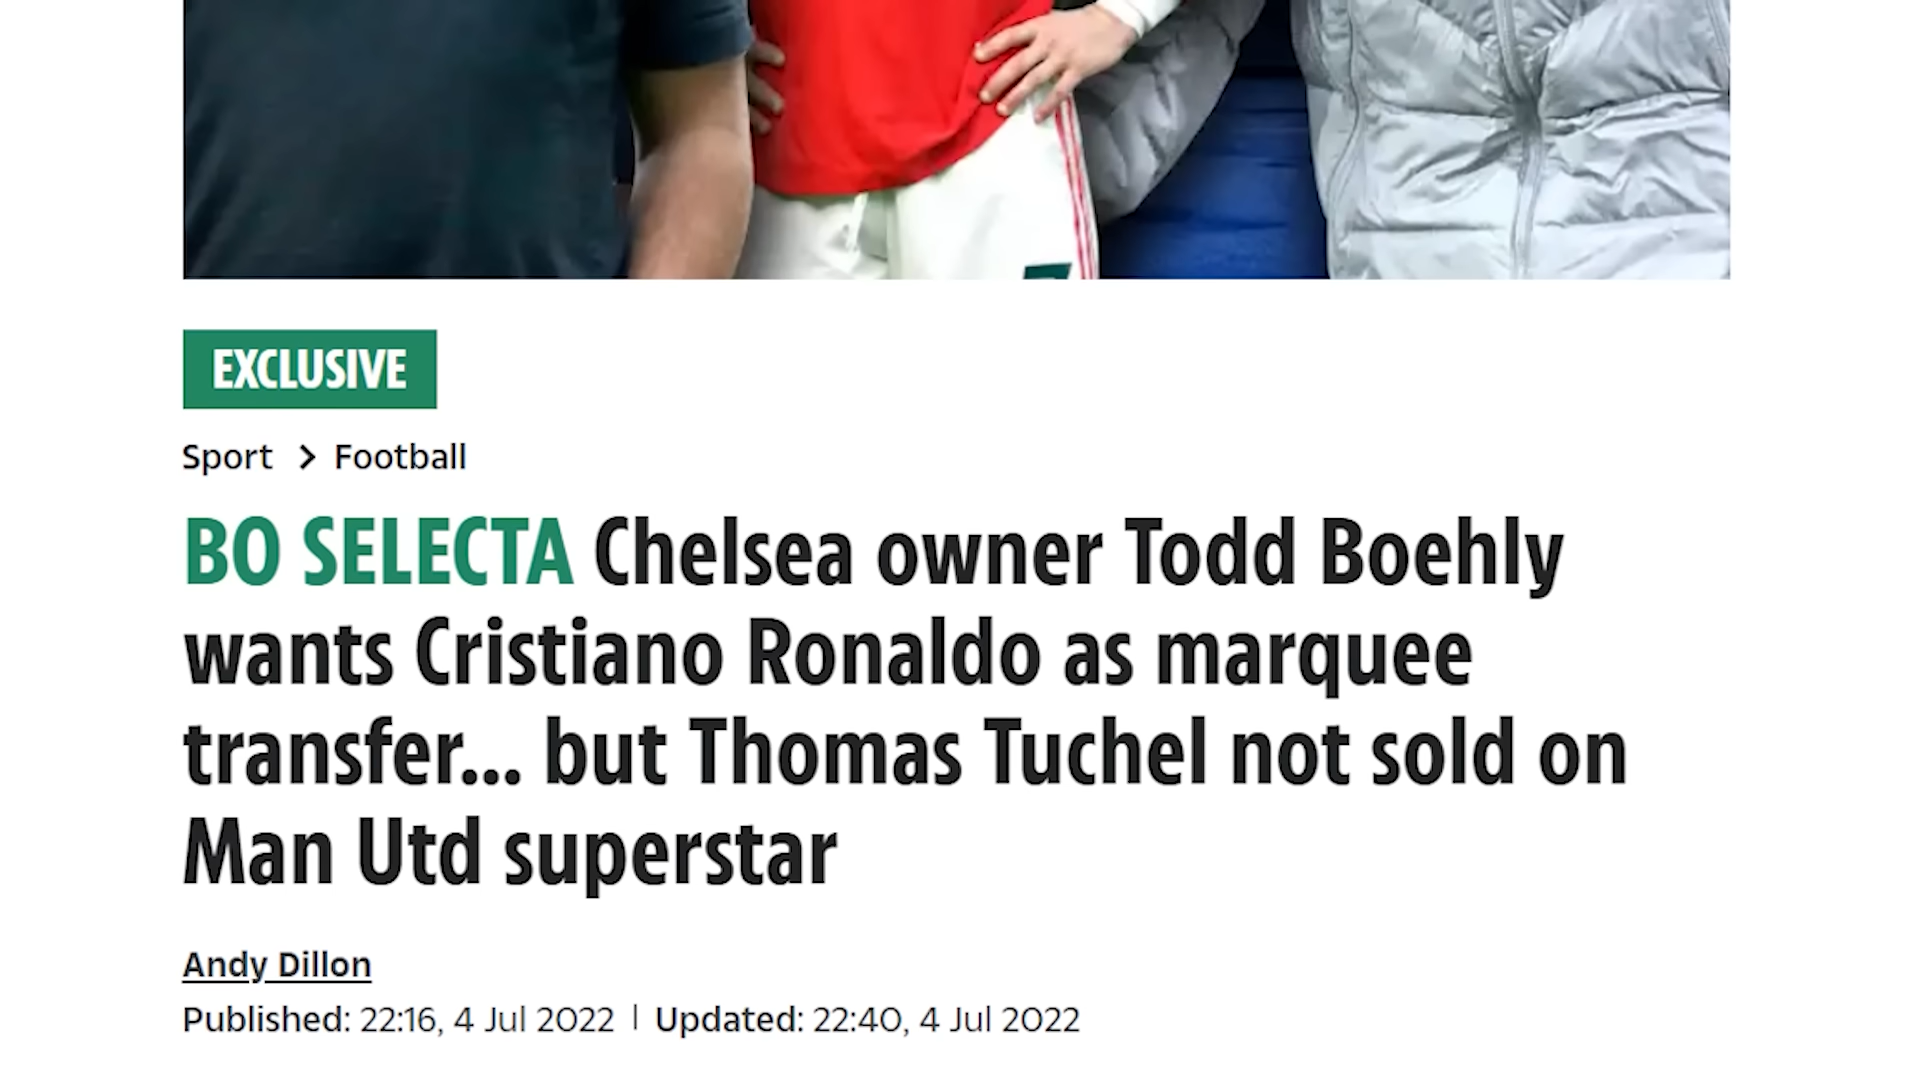 EXCLUSIVE
Sport > Football
BO SELECTA Chelsea owner Todd Boehly
wants Cristiano Ronaldo as marquee
transfer... but Thomas Tuchel not sold on
Man Utd superstar
Andy Dillon
Published: 22:16, 4 Jul 2022 | Updated: 22:40, 4 Jul 2022